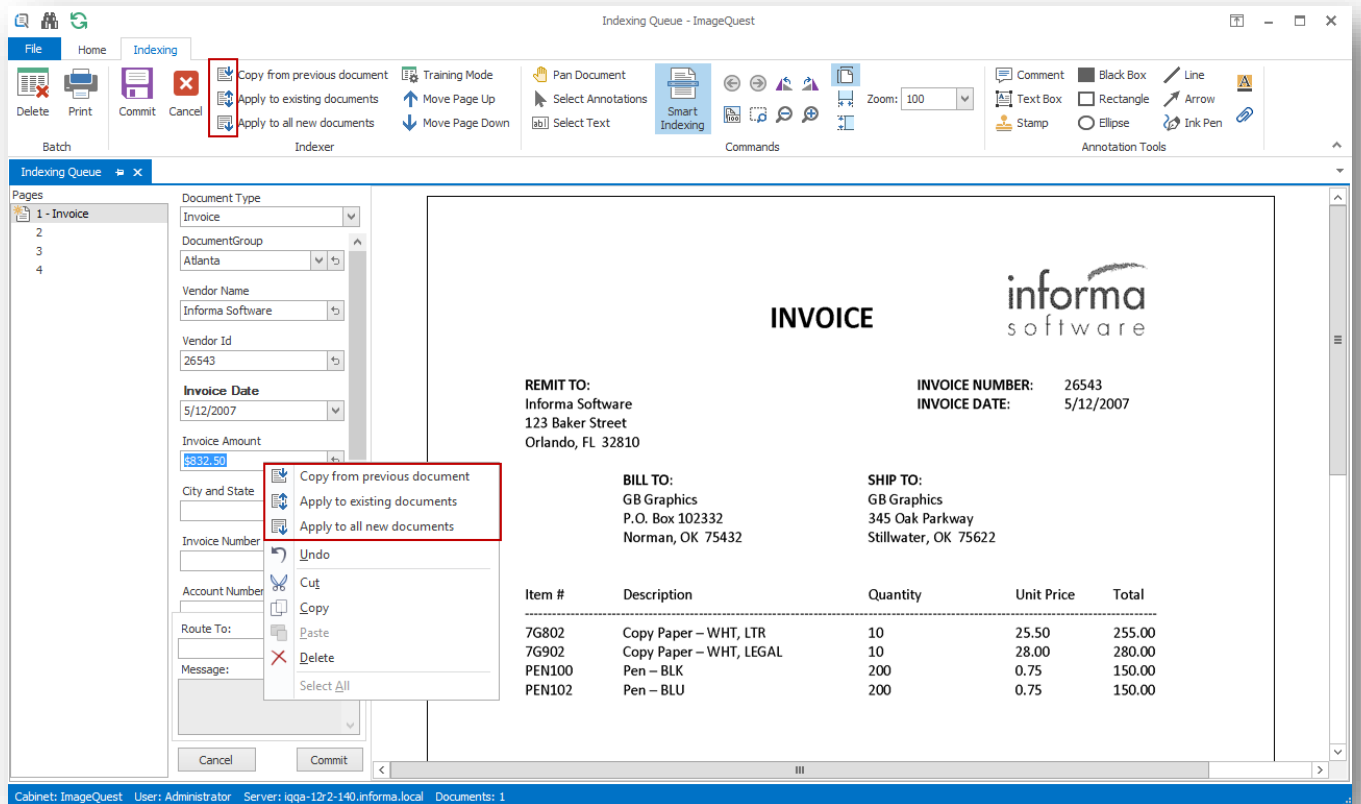 Indexing Queue - ImageQuest
File Home Indexing
Delete Print Commit Cancel
Copy from previous document
Apply to existing documents
Apply to all new documents
Training Mode
Move Page Up
Move Page Down
Pan Document
Select Annotations
ab Select Text
Smart
Indexing
100
Zoom: 100
Comment
Text Box
Stamp
Black Box
Rectangle
Ellipse
Line
Arrow
Ink Pen
A
Batch Indexer Commands Annotation Tools
Indexing Queue
Pages
1 - Invoice
2
3
4
Document Type
Invoice
DocumentGroup
Atlanta
Vendor Name
Informa Software
Vendor Id
26543
Invoice Date
5/12/2007
Invoice Amount
$832.50
City and State
Invoice Number
Account Number
Route To:
Message:
Cancel Commit
Copy from previous document
Apply to existing documents
Apply to all new documents
Undo
Cut
Copy
Paste
Delete
Select All
informa
software
INVOICE
REMIT TO:
Informa Software
123 Baker Street
Orlando, FL 32810
INVOICE NUMBER: 26543
INVOICE DATE: 5/12/2007
BILL TO:
GB Graphics
P.O. Box 102332
Norman, OK 75432
SHIP TO:
GB Graphics
345 Oak Parkway
Stillwater, OK 75622
Item # Description Quantity Unit Price Total
7G802 Copy Paper – WHT, LTR 10 25.50 255.00
7G902 Copy Paper – WHT, LEGAL 10 28.00 280.00
PEN100 Pen – BLK 200 0.75 150.00
PEN102 Pen – BLU 200 0.75 150.00
Cabinet: ImageQuest User: Administrator Server: iqqa-12r2-140.informa.local Documents: 1